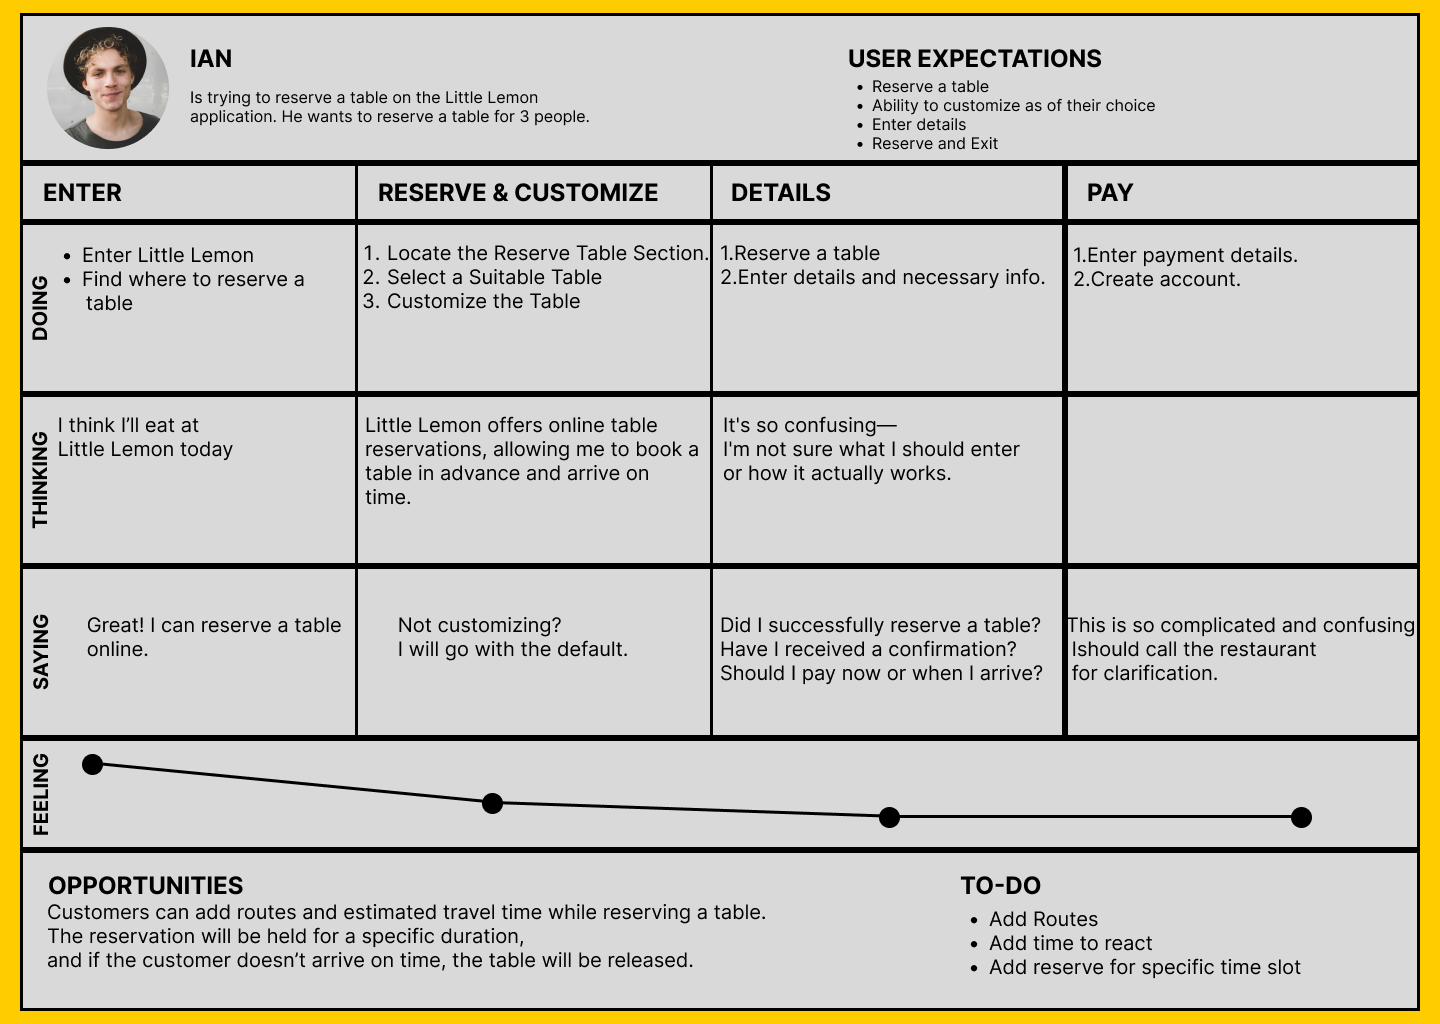 IAN
Is trying to reserve a table on the Little Lemon
application. He wants to reserve a table for 3 people.
USER EXPECTATIONS
• Reserve a table
• Ability to customize as of their choice
• Enter details
• Reserve and Exit
ENTER
RESERVE & CUSTOMIZE
DETAILS
PAY
DOING
• Enter Little Lemon
• Find where to reserve a
table
1. Locate the Reserve Table Section.
2. Select a Suitable Table
3. Customize the Table
1.Reserve a table
2.Enter details and necessary info.
1.Enter payment details.
2.Create account.
THINKING
I think I’ll eat at
Little Lemon today
Little Lemon offers online table
reservations, allowing me to book a
table in advance and arrive on
time.
It's so confusing—
I'm not sure what I should enter
or how it actually works.
SAYING
Great! I can reserve a table
online.
Not customizing?
I will go with the default.
Did I successfully reserve a table?
Have I received a confirmation?
Should I pay now or when I arrive?
This is so complicated and confusing
Ishould call the restaurant
for clarification.
FEELING
OPPORTUNITIES
Customers can add routes and estimated travel time while reserving a table.
The reservation will be held for a specific duration,
and if the customer doesn’t arrive on time, the table will be released.
TO-DO
• Add Routes
• Add time to react
• Add reserve for specific time slot